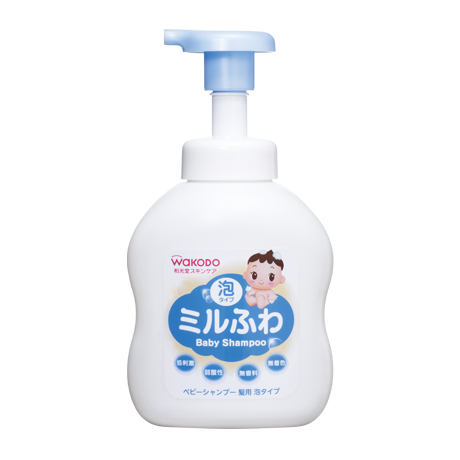 wakODO
和光堂スキンケア
泡
タイプ
ミルふわ
Baby Shampoo
低刺激
弱酸性
無香料
無着色
ベビーシャンプー 髪用 泡タイプ